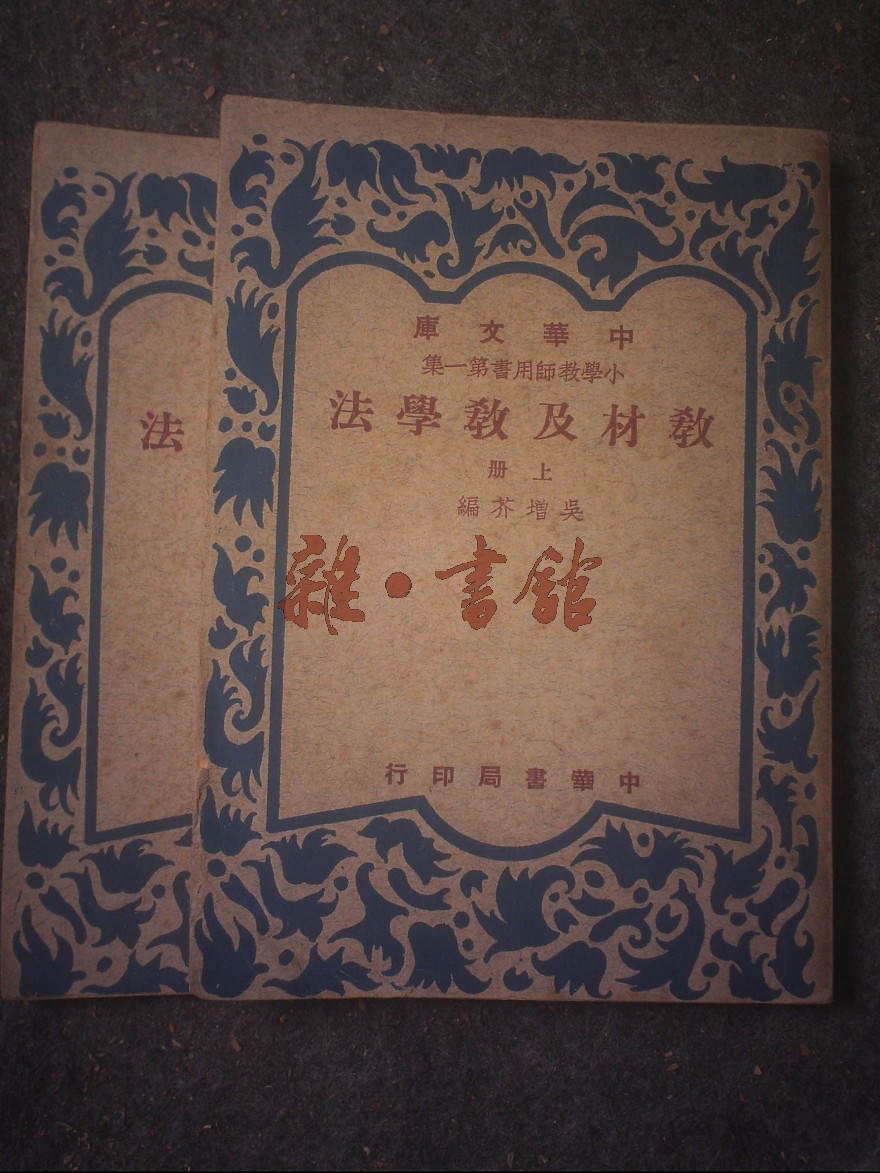 中華文庫
小學教師用書第一集
教材及教學法
上册
吳增芥編
雜·書館
中華書局印行
法